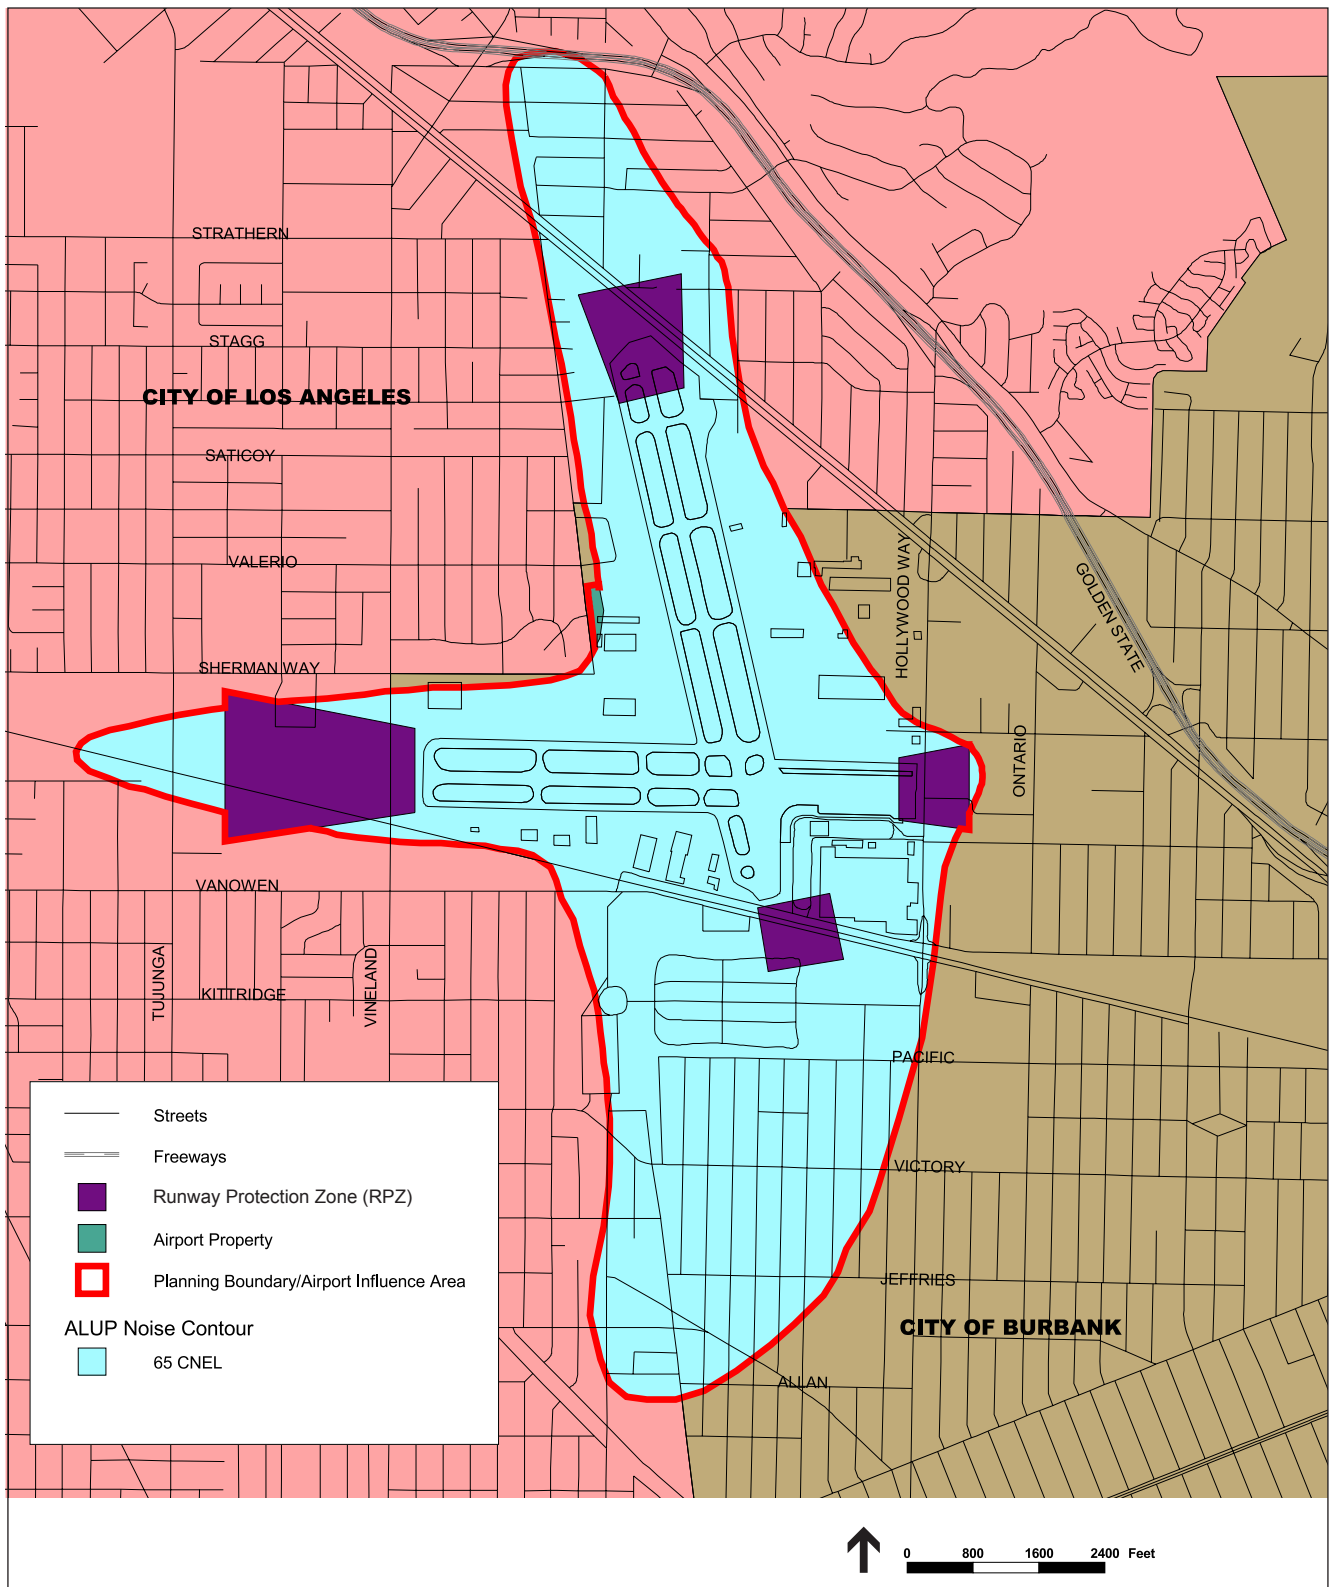 STRATHERN
STAGG
CITY OF LOS ANGELES
SATICOY
VALERIO
HOLLYWOOD WAY
GOLDEN STATE
SHERMAN WAY
ONTARIO
VANOWEN
TUJUNGA
VINELAND
KITTRIDGE
PACIFIC
Streets
Freeways
VICTORY
Runway Protection Zone (RPZ)
Airport Property
Planning Boundary/Airport Influence Area
JEFFRIES
ALUP Noise Contour
CITY OF BURBANK
65 CNEL
ALLAN
0 800 1600 2400 Feet